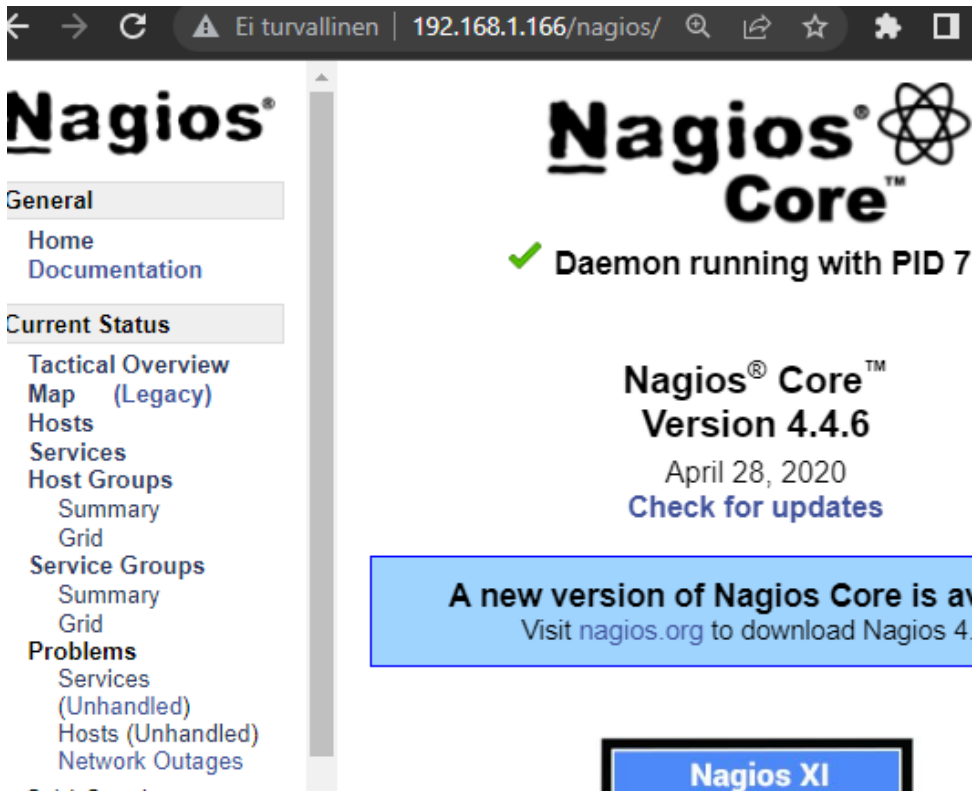 Ei turvallinen | 192.168.1.166/nagios/
Nagios®
General
Home
Documentation
Current Status
Tactical Overview
Map (Legacy)
Hosts
Services
Host Groups
Summary
Grid
Service Groups
Summary
Grid
Problems
Services
(Unhandled)
Hosts (Unhandled)
Network Outages
Nagios®
Core™
Daemon running with PID 7
Nagios® Core™
Version 4.4.6
April 28, 2020
Check for updates
A new version of Nagios Core is
Visit nagios.org to download Nagios 4.
Nagios XI